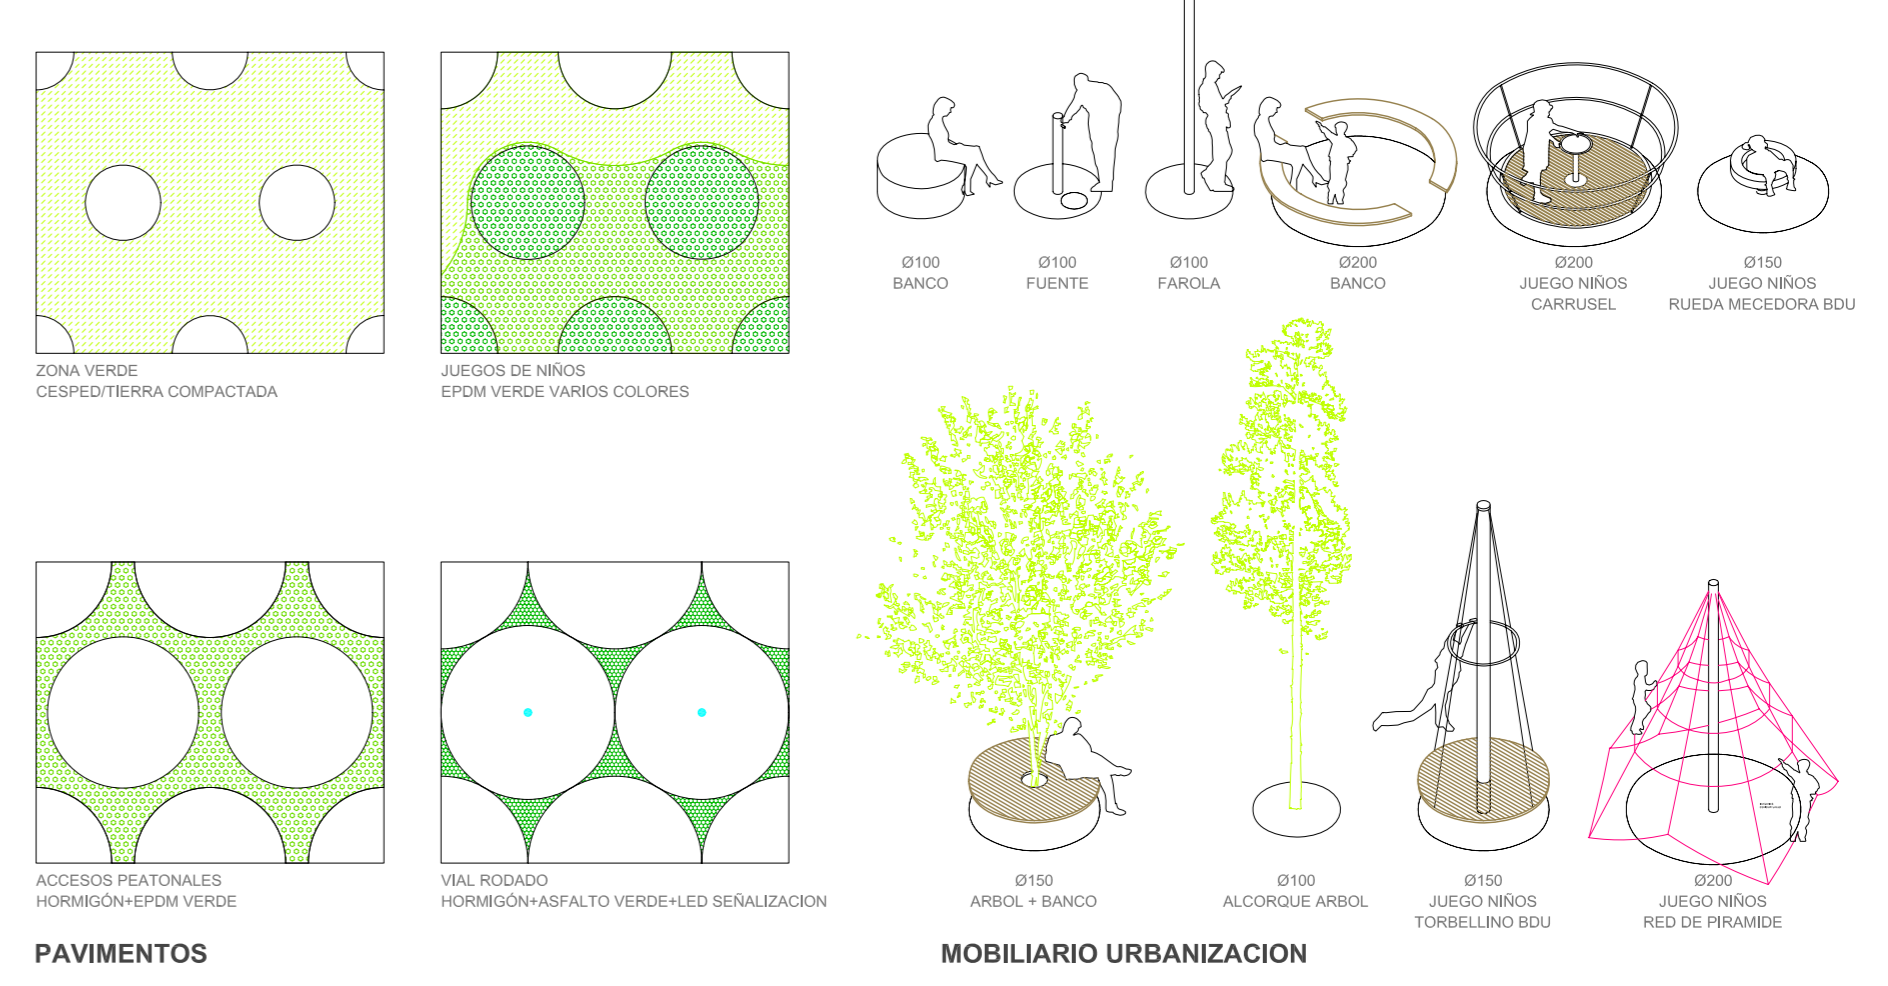 ZONA VERDE
CESPED/TIERRA COMPACTADA
JUEGOS DE NIÑOS
EPDM VERDE VARIOS COLORES
ACCESOS PEATONALES
HORMIGÓN+EPDM VERDE
VIAL RODADO
HORMIGÓN+ASFALTO VERDE+LED SEÑALIZACION
PAVIMENTOS
Ø100
BANCO
Ø100
FUENTE
Ø100
FAROLA
Ø200
BANCO
Ø200
JUEGO NIÑOS
CARRUSEL
Ø150
JUEGO NIÑOS
RUEDA MECEDORA BDU
Ø150
ARBOL + BANCO
Ø100
ALCORQUE ARBOL
Ø150
JUEGO NIÑOS
TORBELLINO BDU
Ø200
JUEGO NIÑOS
RED DE PIRAMIDE
MOBILIARIO URBANIZACION